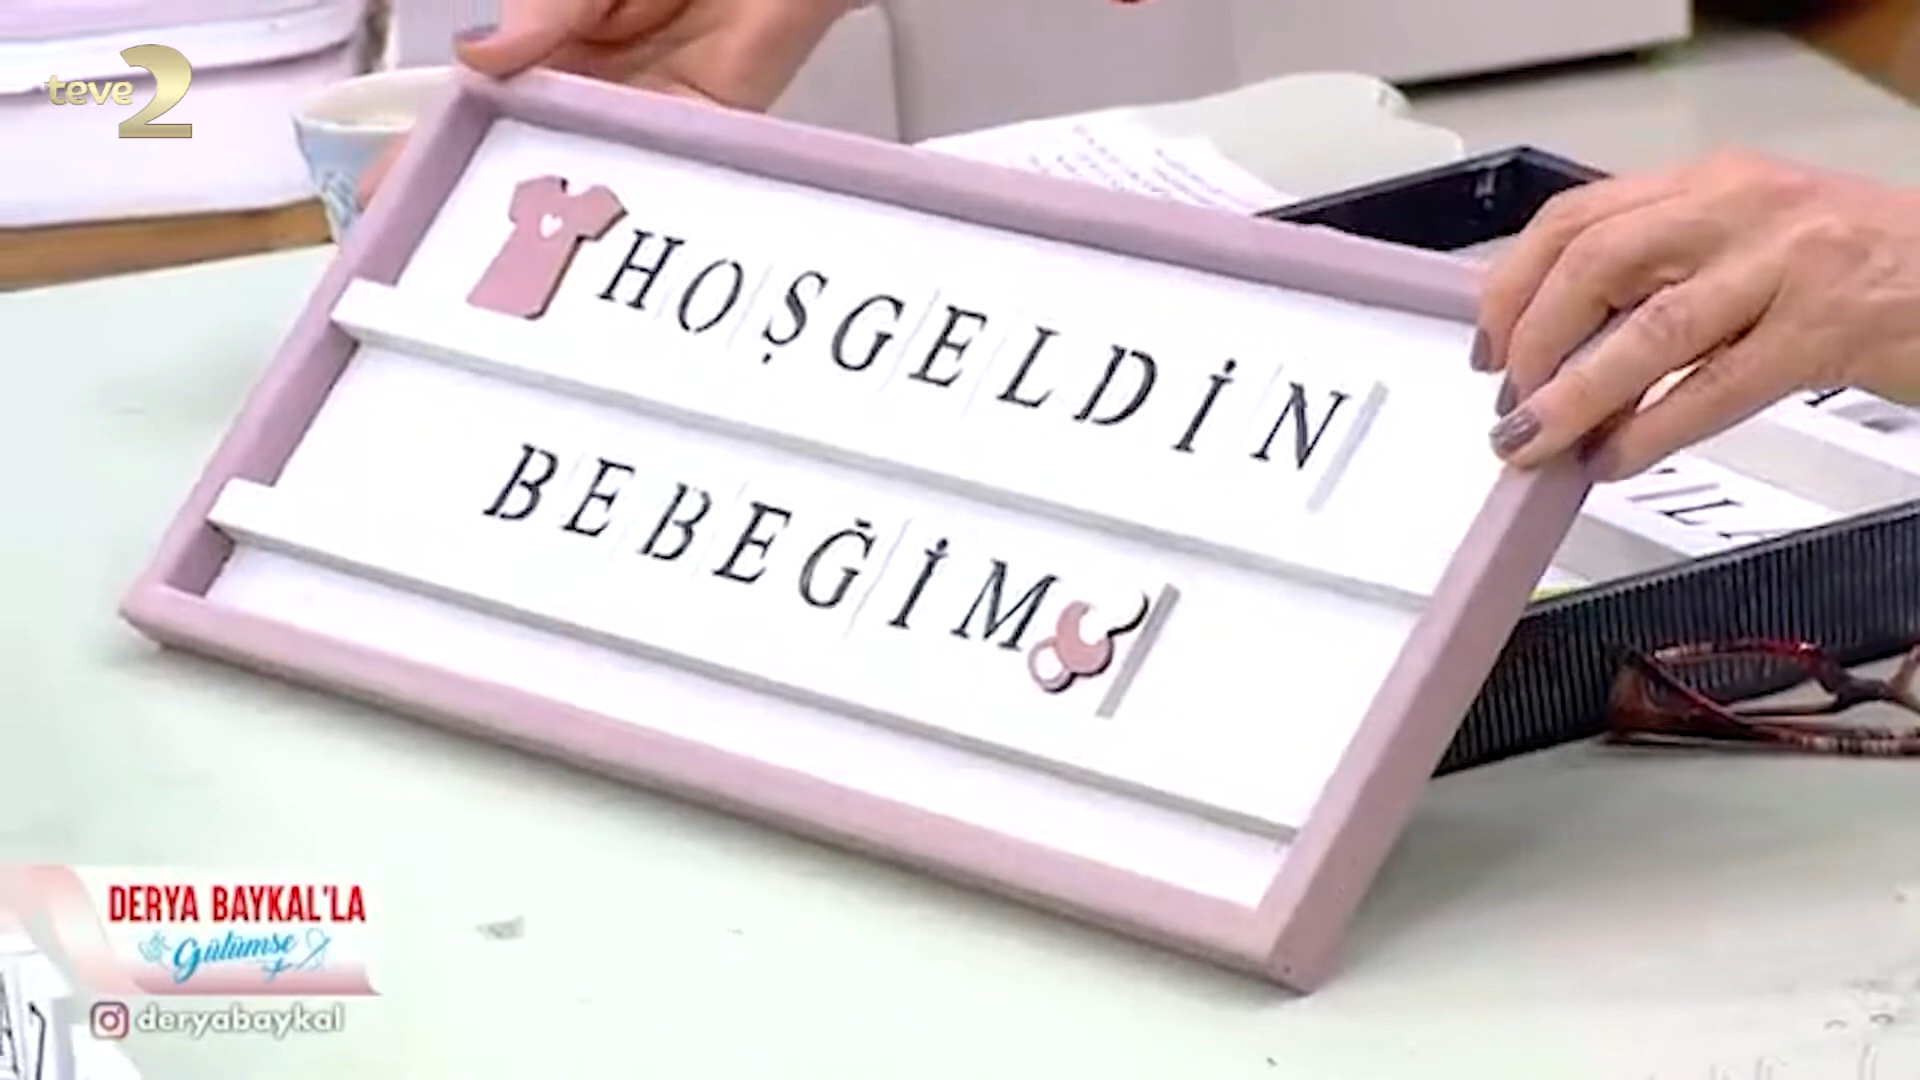 teve2
HOŞGELDİN
BEBEĞİM
DERYA BAYKAL'LA
Gülümse
deryabaykal